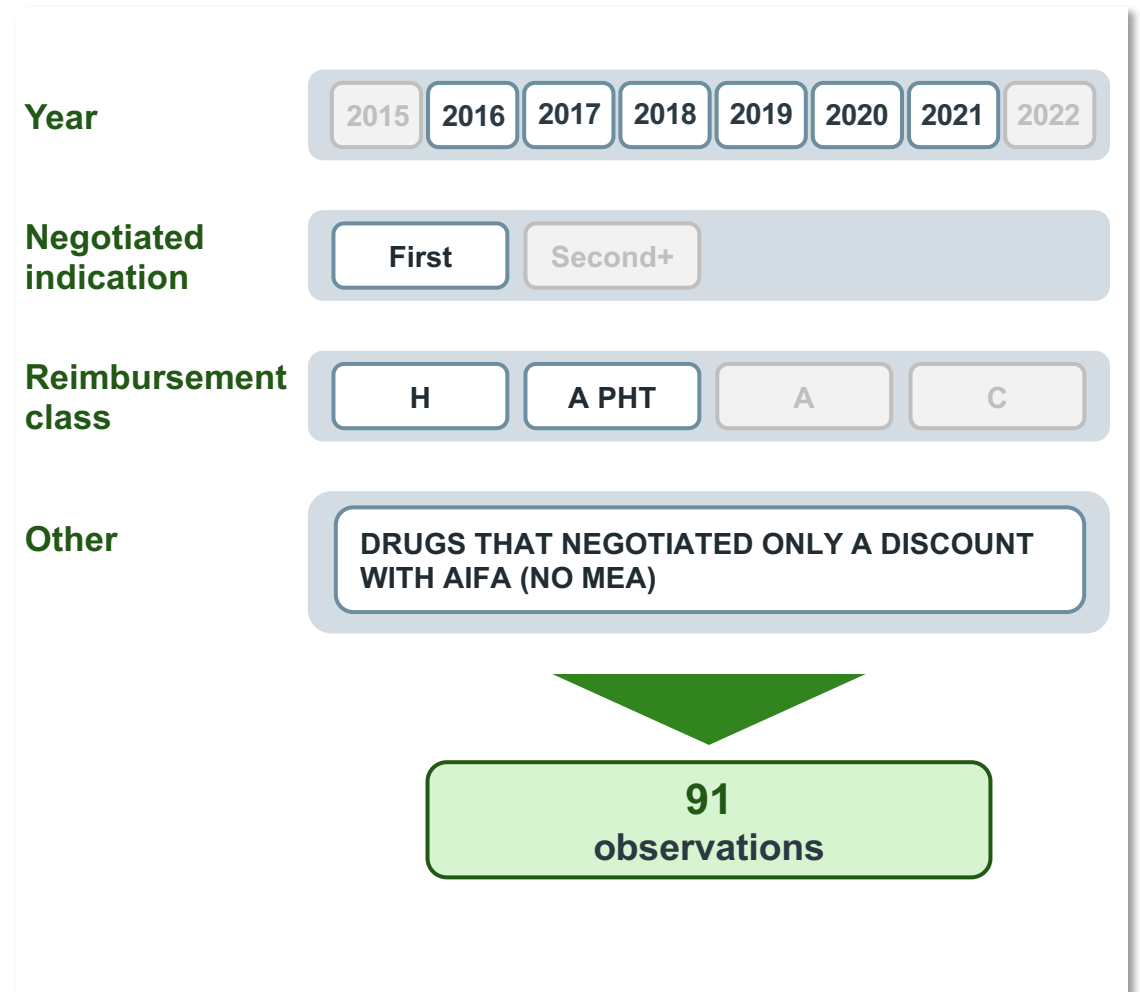 Year
2015 2016 2017 2018 2019 2020 2021 2022
Negotiated
indication
First Second+
Reimbursement
class
H A PHT A C
Other
DRUGS THAT NEGOTIATED ONLY A DISCOUNT
WITH AIFA (NO MEA)
91
observations